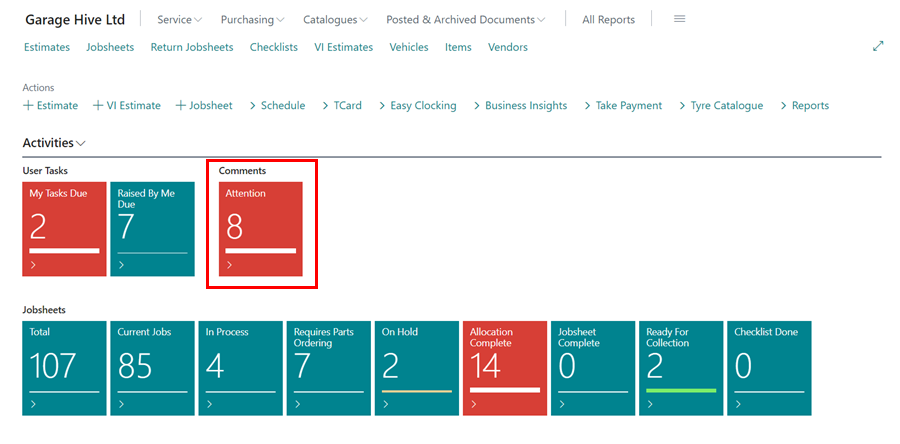 Garage Hive Ltd Service Purchasing Catalogues Posted & Archived Documents All Reports
Estimates Jobsheets Return Jobsheets Checklists VI Estimates Vehicles Items Vendors
Actions
+ Estimate + VI Estimate + Jobsheet > Schedule > TCard > Easy Clocking > Business Insights > Take Payment > Tyre Catalogue > Reports
Activities
User Tasks
My Tasks Due
2
Raised By Me
Due
7
Comments
Attention
8
Jobsheets
Total
107
Current Jobs
85
In Process
4
Requires Parts
Ordering
7
On Hold
2
Allocation
Complete
14
Jobsheet
Complete
0
Ready For
Collection
2
Checklist Done
0